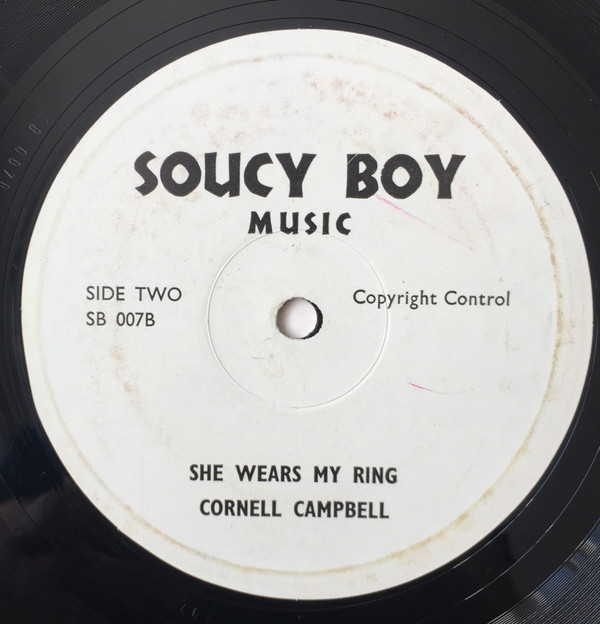 SOUCY BOY
MUSIC
SIDE TWO
SB 007B
Copyright Control
SHE WEARS MY RING
CORNELL CAMPBELL